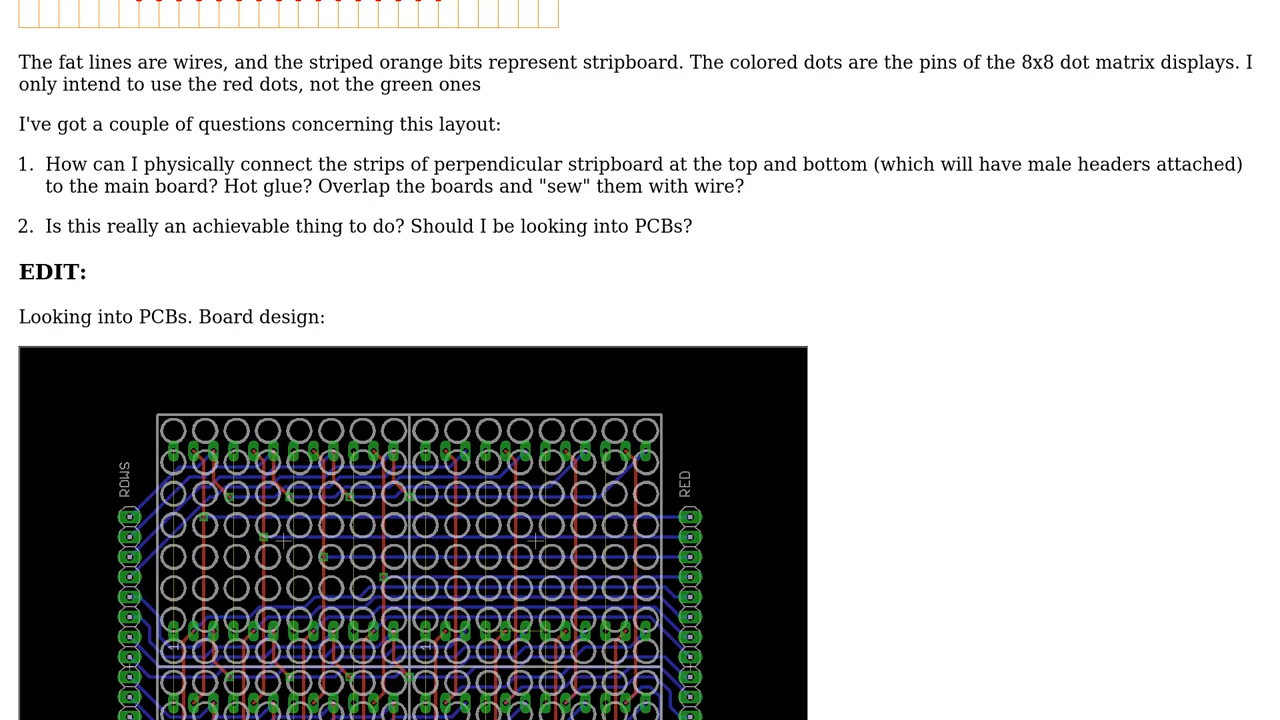 The fat lines are wires, and the striped orange bits represent stripboard. The colored dots are the pins of the 8x8 dot matrix displays. I
only intend to use the red dots, not the green ones
I've got a couple of questions concerning this layout:
1. How can I physically connect the strips of perpendicular stripboard at the top and bottom (which will have male headers attached)
to the main board? Hot glue? Overlap the boards and "sew" them with wire?
2. Is this really an achievable thing to do? Should I be looking into PCBs?
EDIT:
Looking into PCBs. Board design:
ROWS
RED
1
1